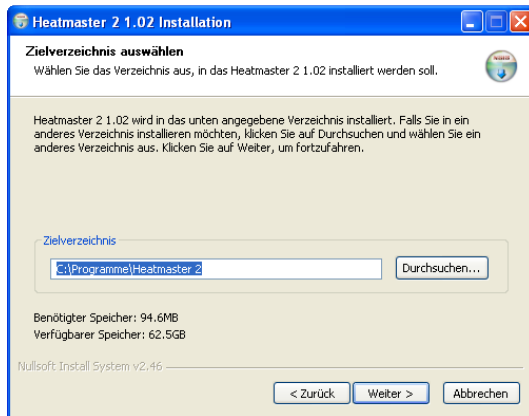 Heatmaster 2 1.02 Installation
Zielverzeichnis auswählen
Wählen Sie das Verzeichnis aus, in das Heatmaster 2 1.02 installiert werden soll.
Heatmaster 2 1.02 wird in das unten angegebene Verzeichnis installiert. Falls Sie in ein
anderes Verzeichnis installieren möchten, klicken Sie auf Durchsuchen und wählen Sie ein
anderes Verzeichnis aus. Klicken Sie auf Weiter, um fortzufahren.
Zielverzeichnis
C:\Programme\Heatmaster 2
Durchsuchen...
Benötigter Speicher: 94.6MB
Verfügbarer Speicher: 62.5GB
Nullsoft Install System v2.46
< Zurück
Weiter >
Abbrechen